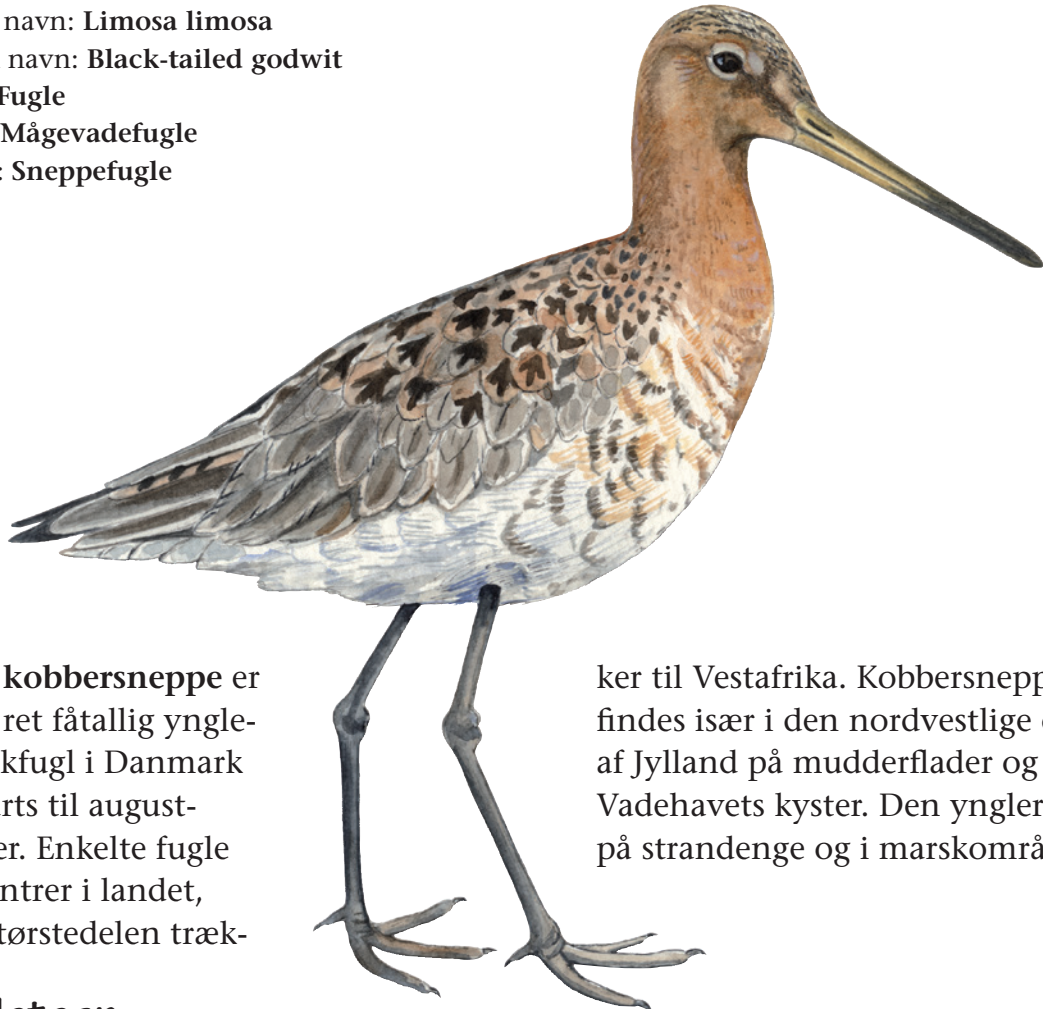 navn: Limosa limosa
navn: Black-tailed godwit
Fugle
Mågevadefugle
: Sneppefugle
kobbersneppe er
ret fåtallig yngle-
kfugl i Danmark
rts til august-
er. Enkelte fugle
ntrer i landet,
tørstedelen træk-
ker til Vestafrika. Kobbersnepp
findes især i den nordvestlige
af Jylland på mudderflader og
Vadehavets kyster. Den yngler
på strandenge og i marskområ